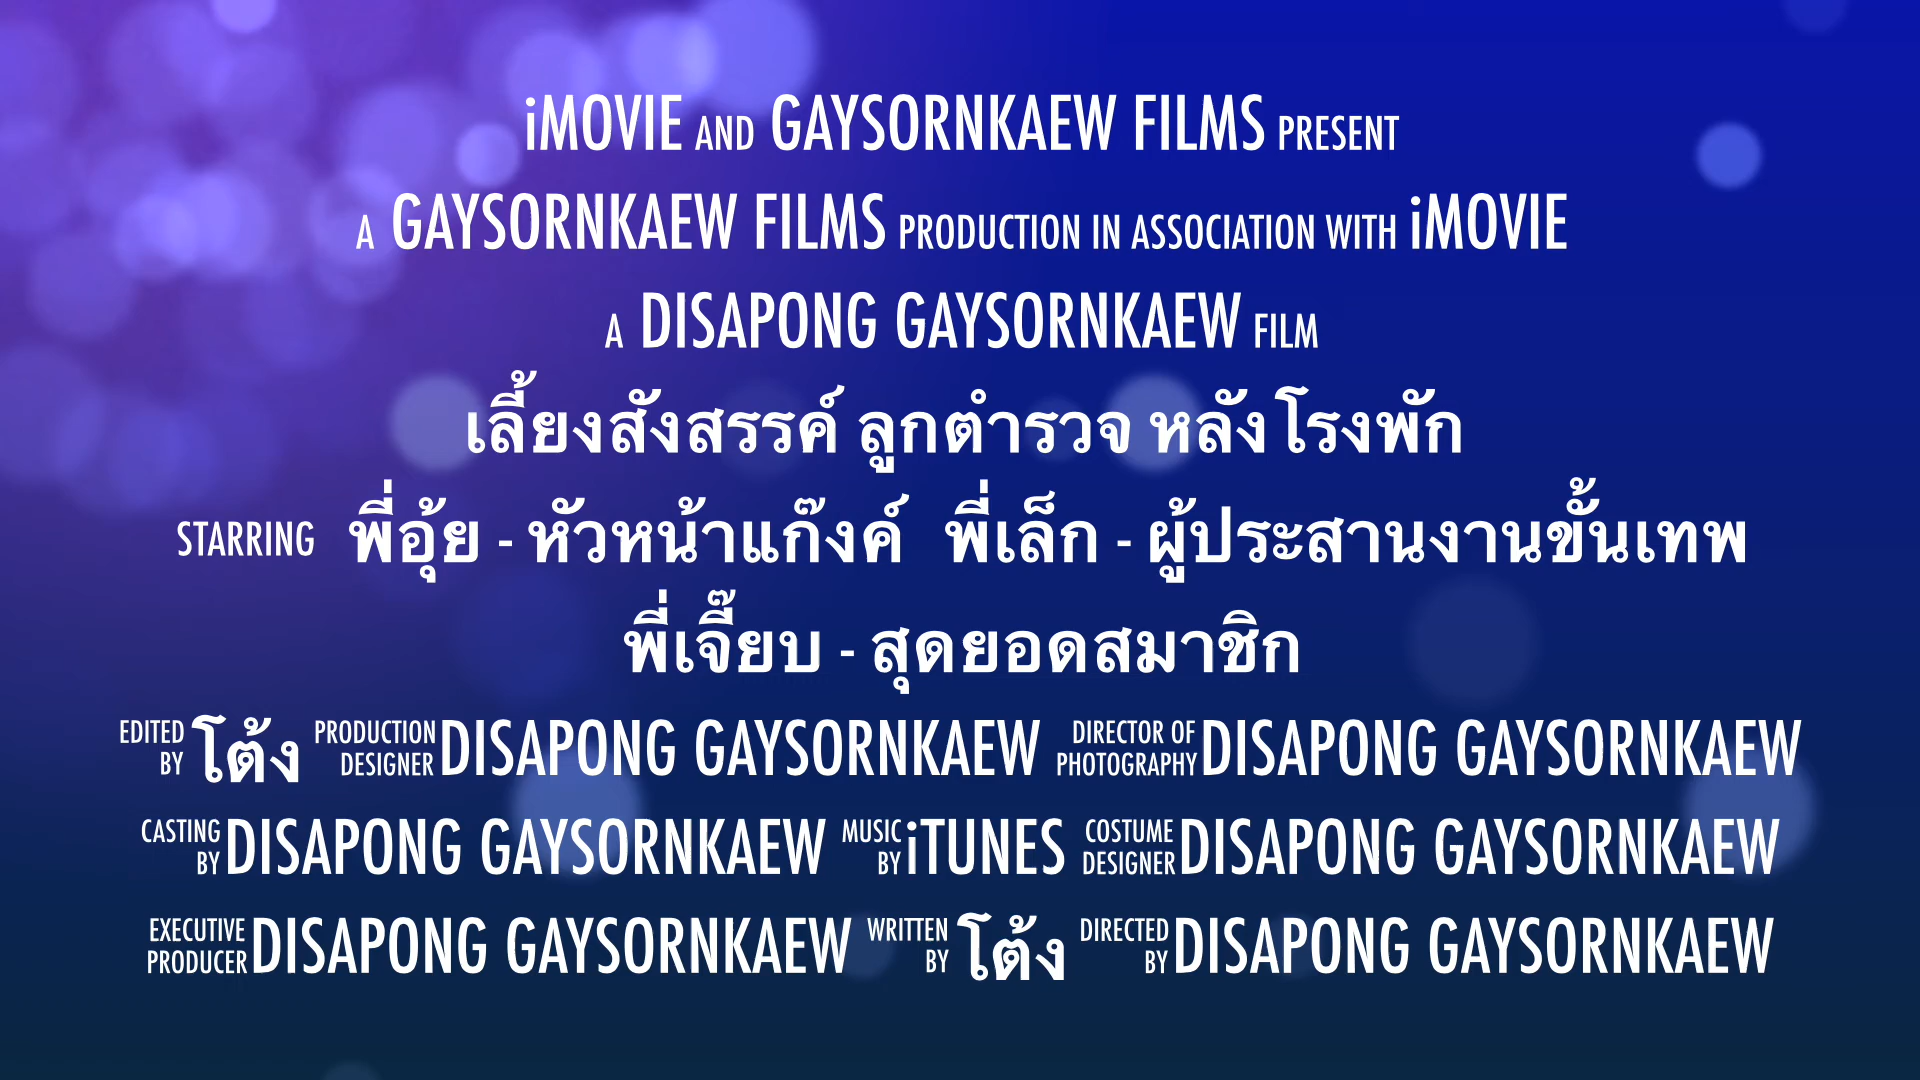 iMOVIE AND GAYSORNKAEW FILMS PRESENT
A GAYSORNKAEW FILMS PRODUCTION IN ASSOCIATION WITH iMOVIE
A DISAPONG GAYSORNKAEW FILM
เลี้ยงสังสรรค์ ลูกตำรวจ หลังโรงพัก
STARRING พี่อุ้ย - หัวหน้าแก๊งค์ พี่เล็ก - ผู้ประสานงานขั้นเทพ
พี่เจี๊ยบ - สุดยอดสมาชิก
EDITED BY โต้ง PRODUCTION DESIGNER DISAPONG GAYSORNKAEW DIRECTOR OF PHOTOGRAPHY DISAPONG GAYSORNKAEW
CASTING BY DISAPONG GAYSORNKAEW MUSIC BY iTUNES COSTUME DESIGNER DISAPONG GAYSORNKAEW
EXECUTIVE PRODUCER DISAPONG GAYSORNKAEW WRITTEN BY โต้ง DIRECTED BY DISAPONG GAYSORNKAEW